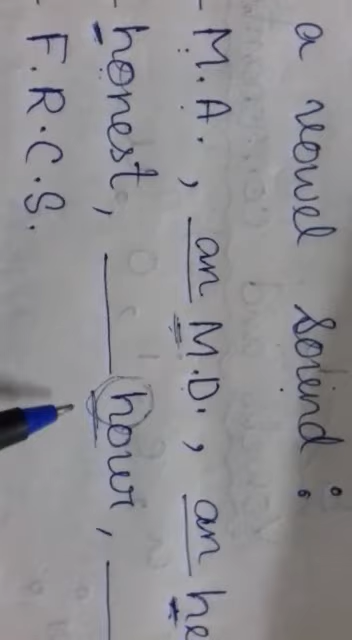 a vowel sound :
- M.A. , an M.D. , an he
- honest , ___ hour , ___
- F.R.C.S.